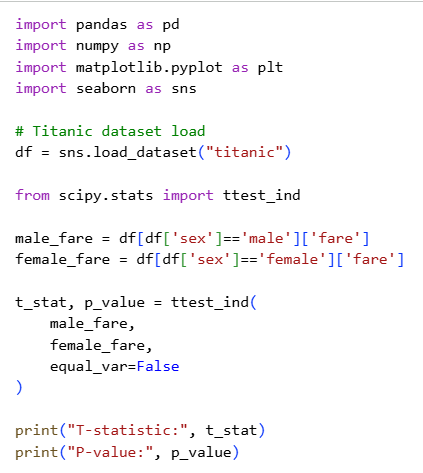 import pandas as pd
import numpy as np
import matplotlib.pyplot as plt
import seaborn as sns

# Titanic dataset load
df = sns.load_dataset("titanic")

from scipy.stats import ttest_ind

male_fare = df[df['sex']=='male']['fare']
female_fare = df[df['sex']=='female']['fare']

t_stat, p_value = ttest_ind(
    male_fare,
    female_fare,
    equal_var=False
)

print("T-statistic:", t_stat)
print("P-value:", p_value)